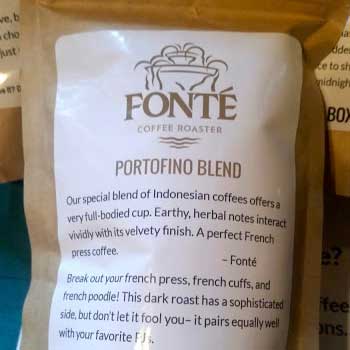 FONTÉ
COFFEE ROASTER
PORTOFINO BLEND
Our special blend of Indonesian coffees offers a
very full-bodied cup. Earthy, herbal notes interact
vividly with its velvety finish. A perfect French
press coffee.
– Fonté
Break out your french press, french cuffs, and
french poodle! This dark roast has a sophisticated
side, but don't let it fool you– it pairs equally well
with your favorite PJs.
BOX